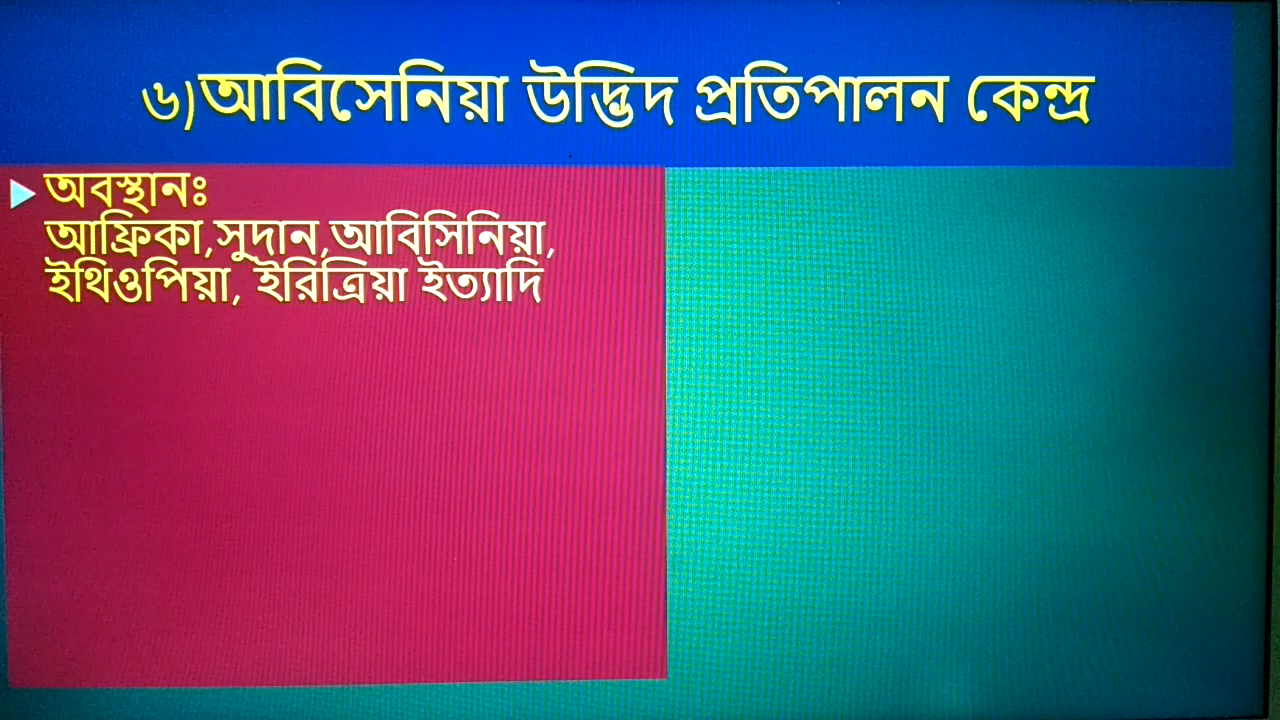 ৬)আবিসেনিয়া উদ্ভিদ প্রতিপালন কেন্দ্র
অবস্থানঃ
আফ্রিকা,সুদান,আবিসিনিয়া,
ইথিওপিয়া, ইরিত্রিয়া ইত্যাদি